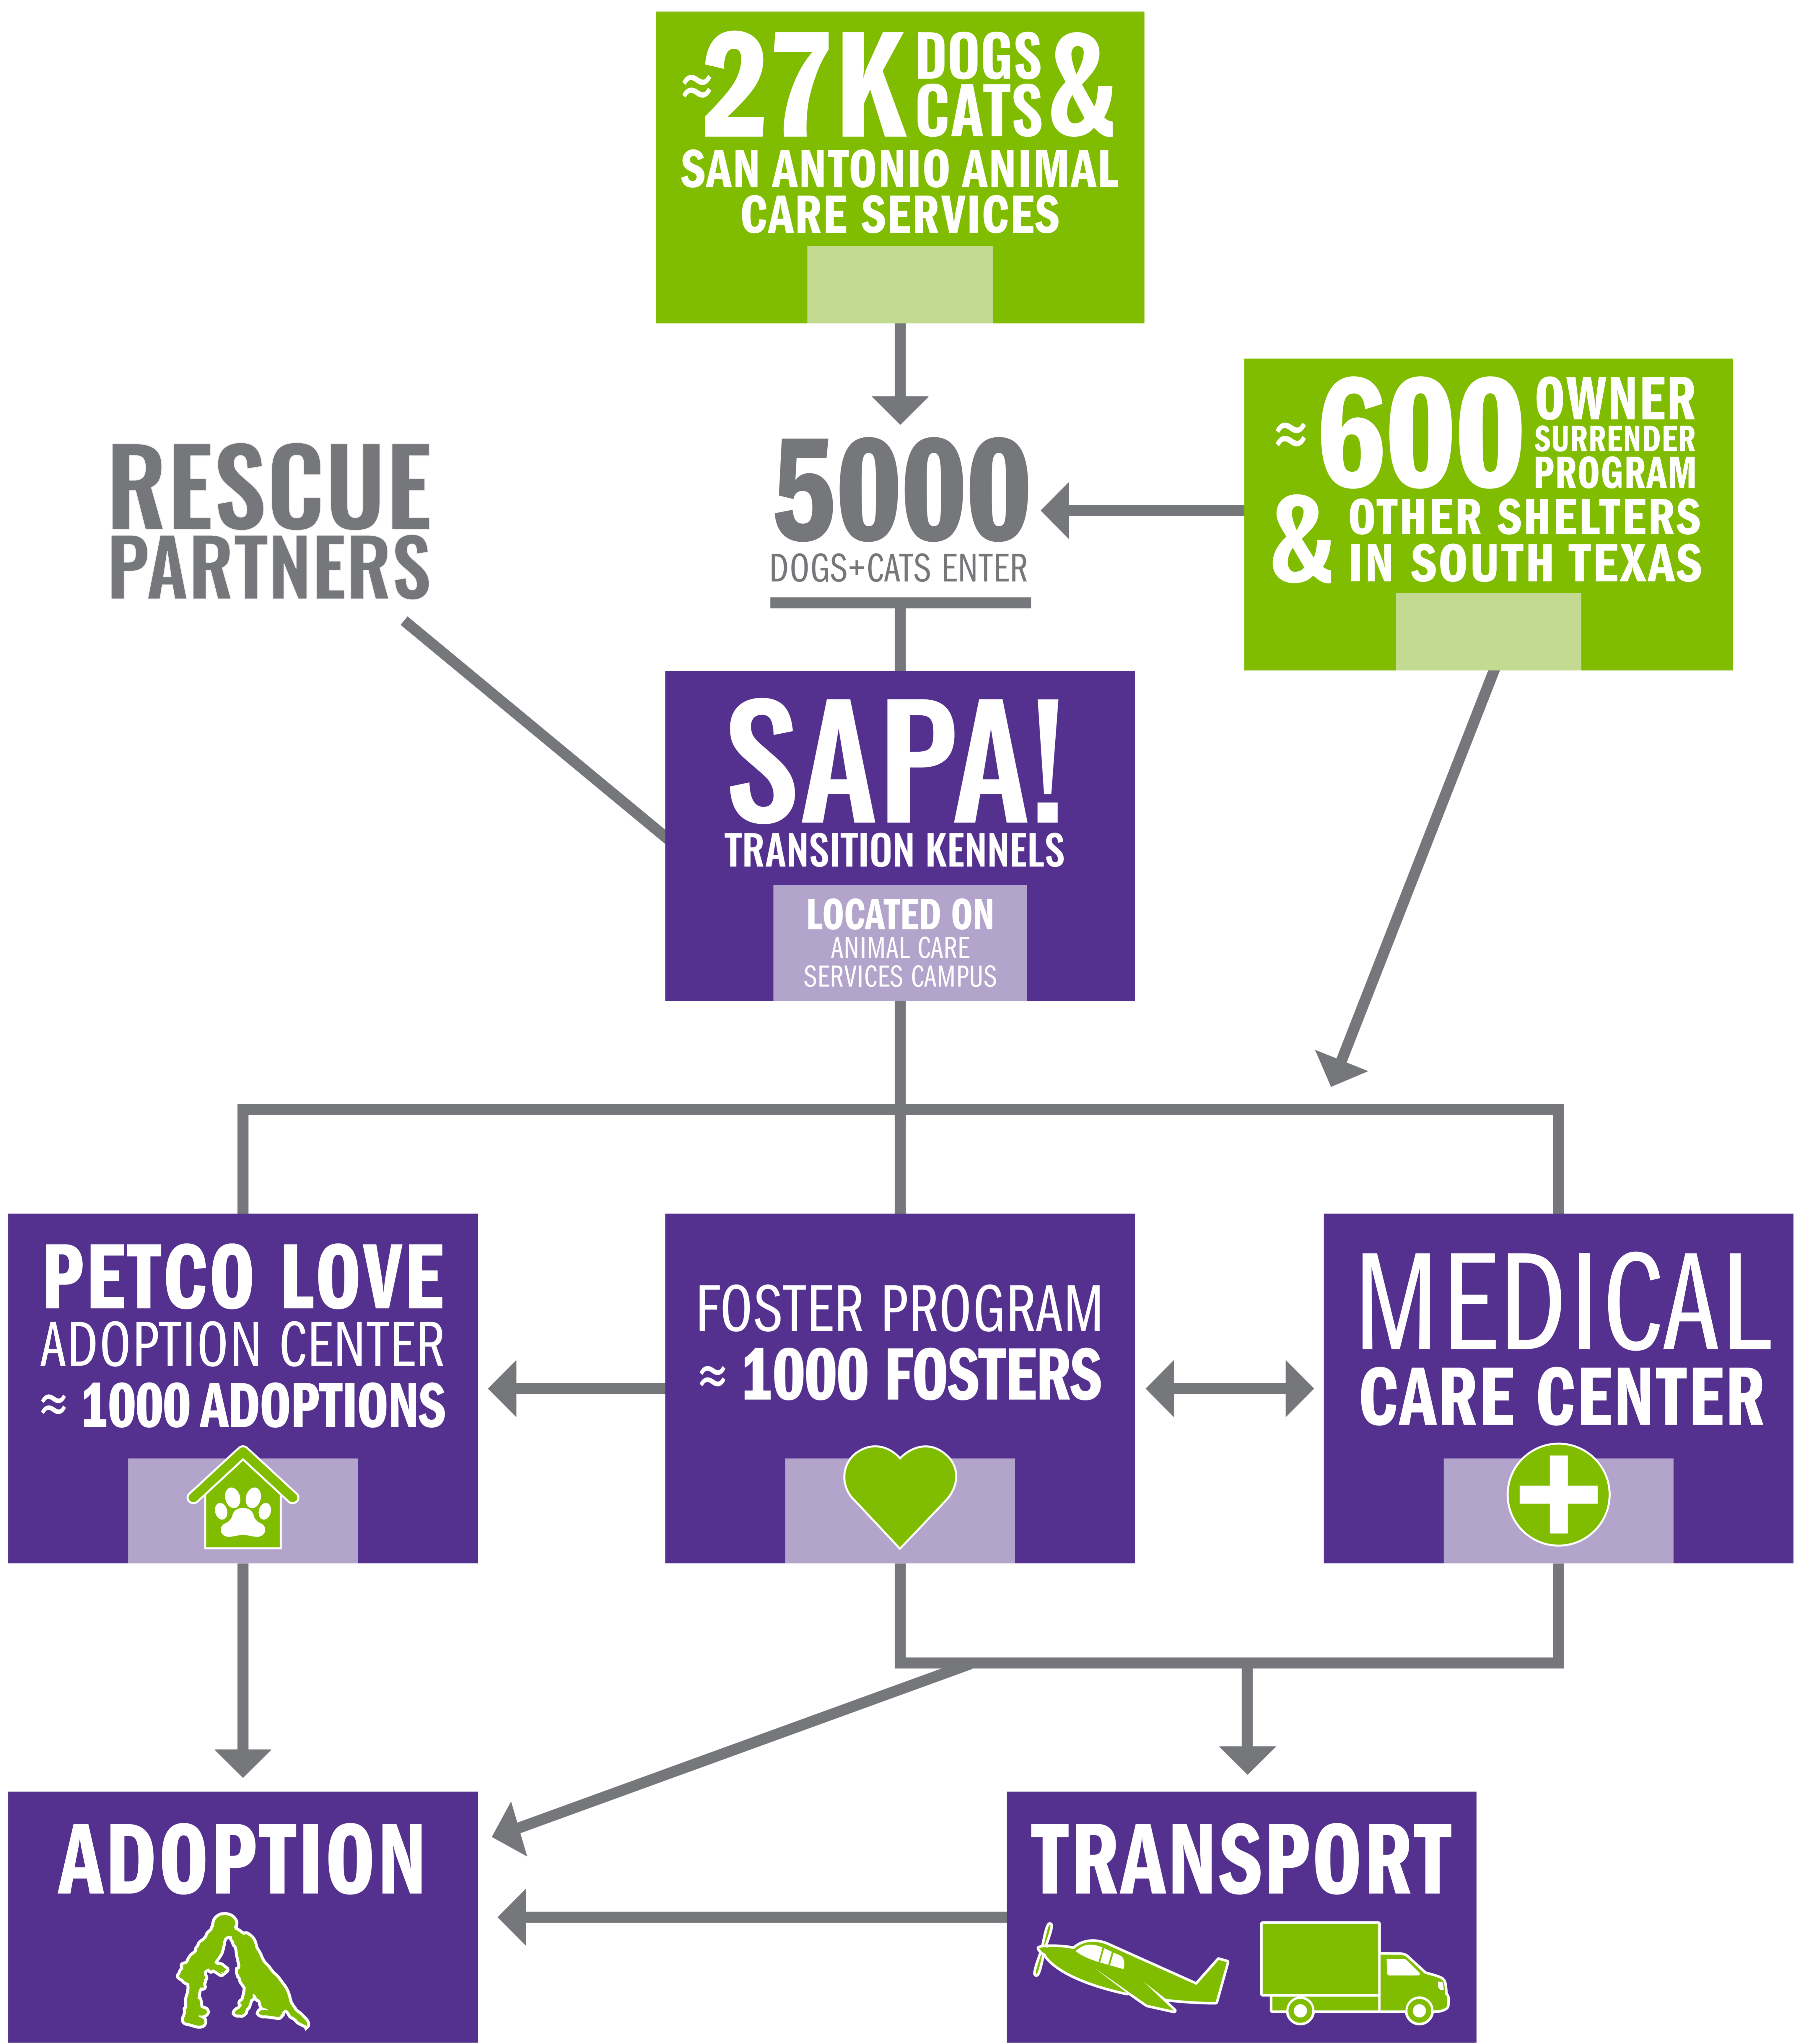 ≈27K DOGS &
CATS
SAN ANTONIO ANIMAL
CARE SERVICES
≈600 OWNER
SURRENDER
PROGRAM
& OTHER SHELTERS
IN SOUTH TEXAS
RESCUE
PARTNERS
5000
DOGS+CATS ENTER
SAPA!
TRANSITION KENNELS
LOCATED ON
ANIMAL CARE
SERVICES CAMPUS
PETCO LOVE
ADOPTION CENTER
≈ 1000 ADOPTIONS
FOSTER PROGRAM
≈ 1000 FOSTERS
MEDICAL
CARE CENTER
ADOPTION
TRANSPORT